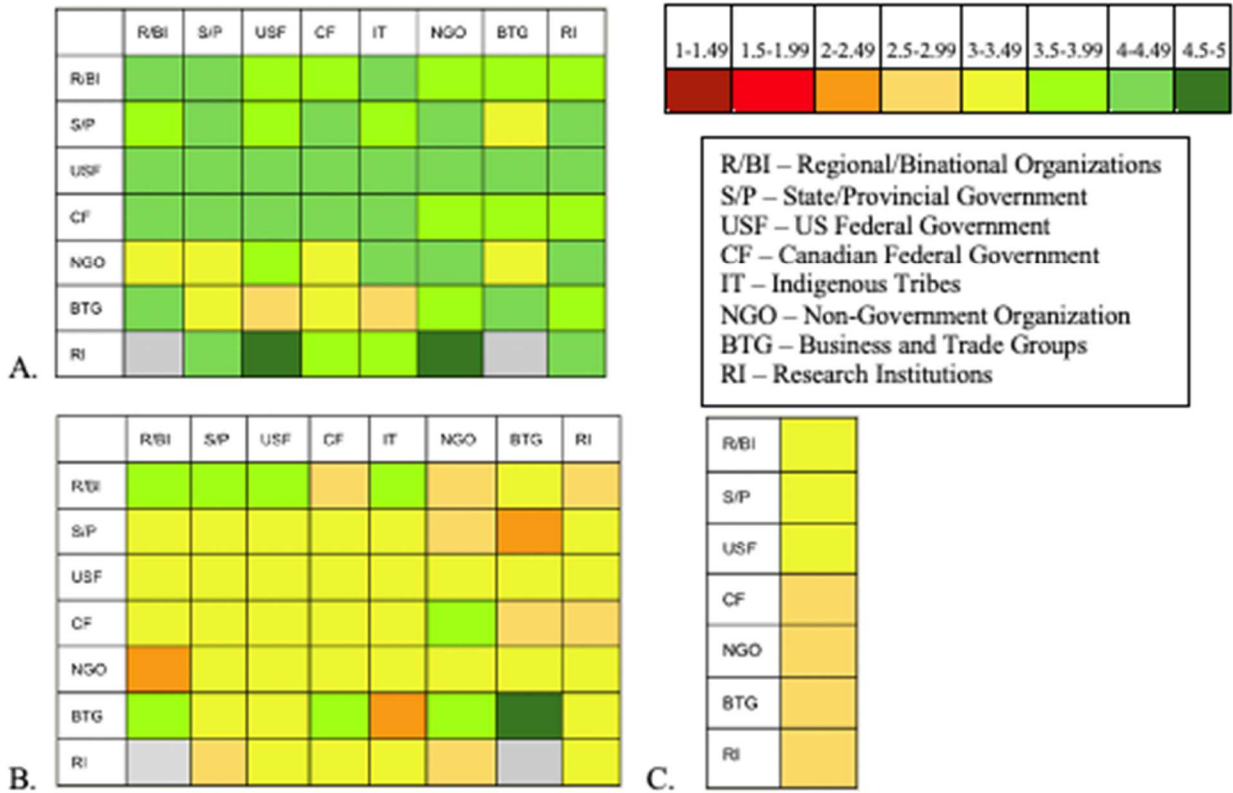 R/BI S/P USF CF IT NGO BTG RI
R/BI
S/P
USF
CF
NGO
BTG
RI
A.
1-1.49 1.5-1.99 2-2.49 2.5-2.99 3-3.49 3.5-3.99 4-4.49 4.5-5
R/BI – Regional/Binational Organizations
S/P – State/Provincial Government
USF – US Federal Government
CF – Canadian Federal Government
IT – Indigenous Tribes
NGO – Non-Government Organization
BTG – Business and Trade Groups
RI – Research Institutions
R/BI S/P USF CF IT NGO BTG RI
R/BI
S/P
USF
CF
NGO
BTG
RI
B.
R/BI
S/P
USF
CF
NGO
BTG
RI
C.